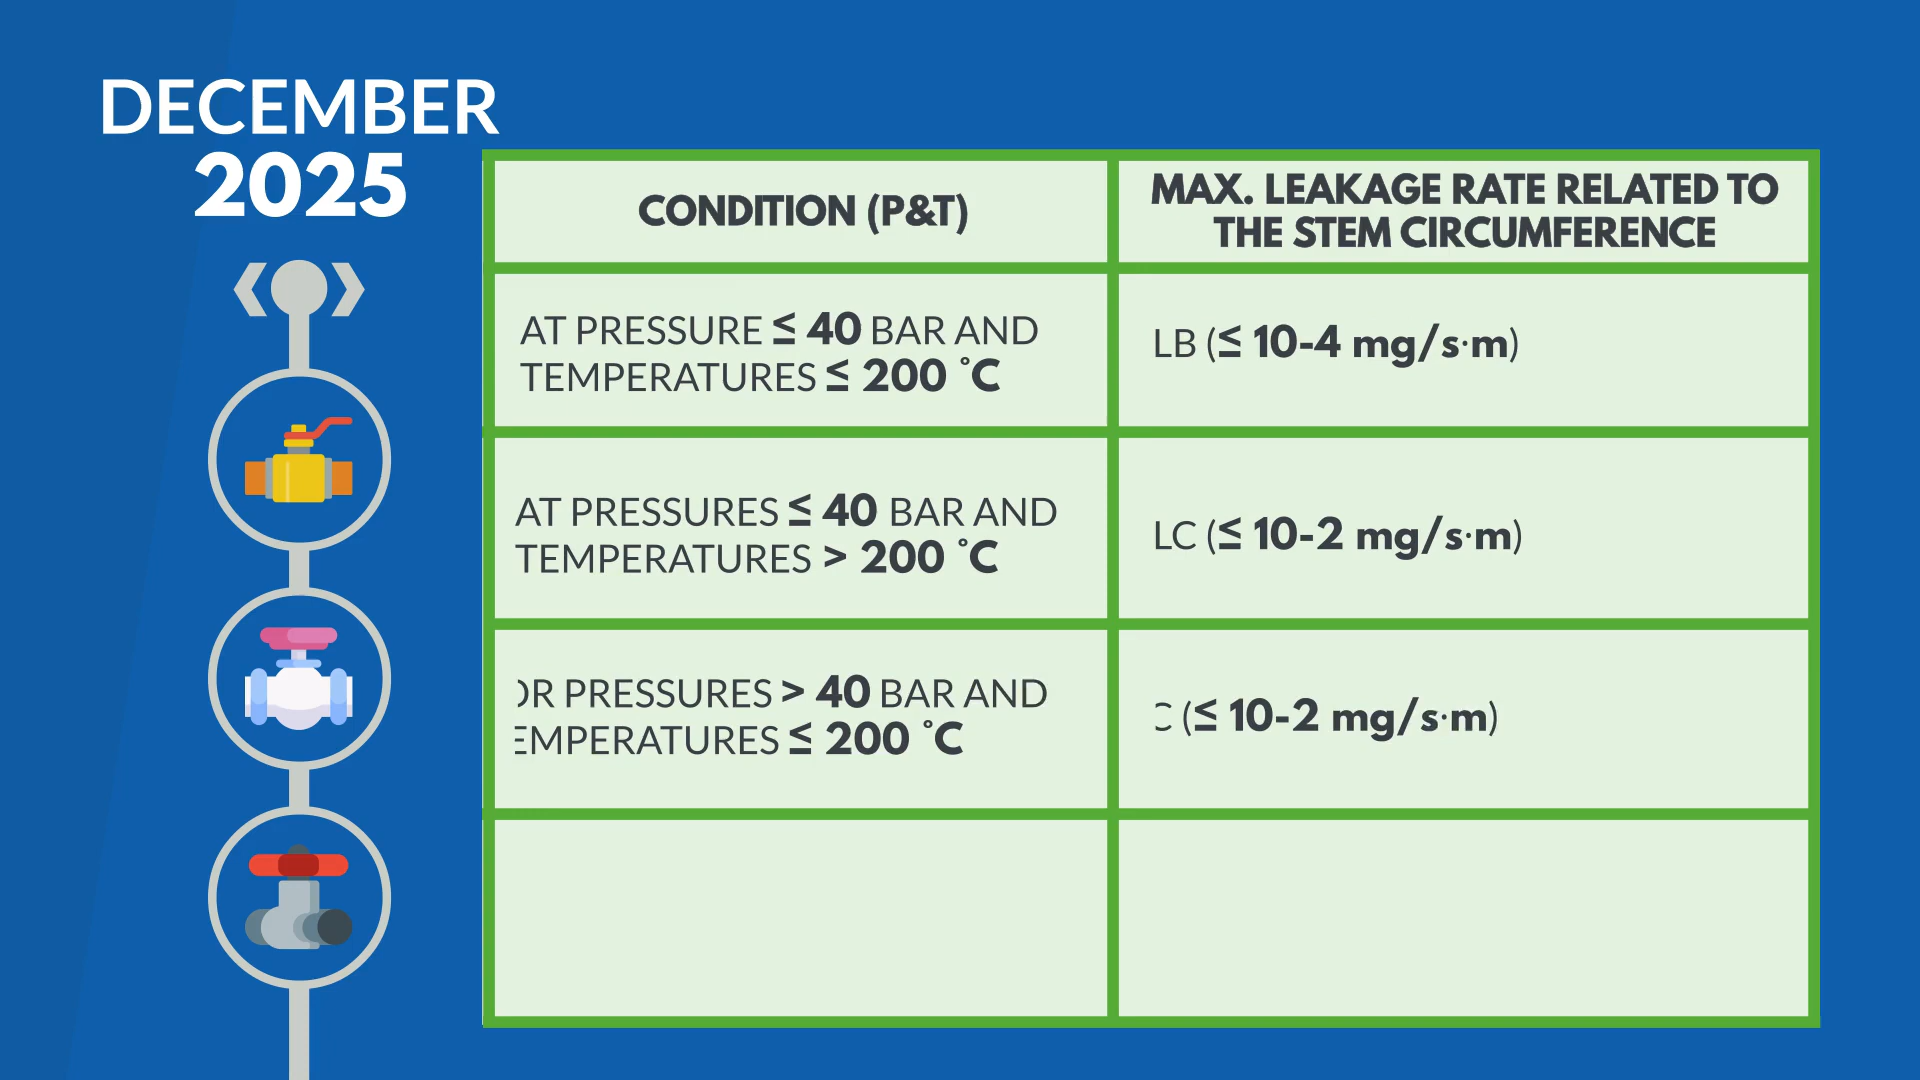 DECEMBER
2025
CONDITION (P&T)
MAX. LEAKAGE RATE RELATED TO
THE STEM CIRCUMFERENCE
AT PRESSURE ≤ 40 BAR AND
TEMPERATURES ≤ 200 °C
LB (≤ 10-4 mg/s·m)
AT PRESSURES ≤ 40 BAR AND
TEMPERATURES > 200 °C
LC (≤ 10-2 mg/s·m)
OR PRESSURES > 40 BAR AND
EMPERATURES ≤ 200 °C
C (≤ 10-2 mg/s·m)